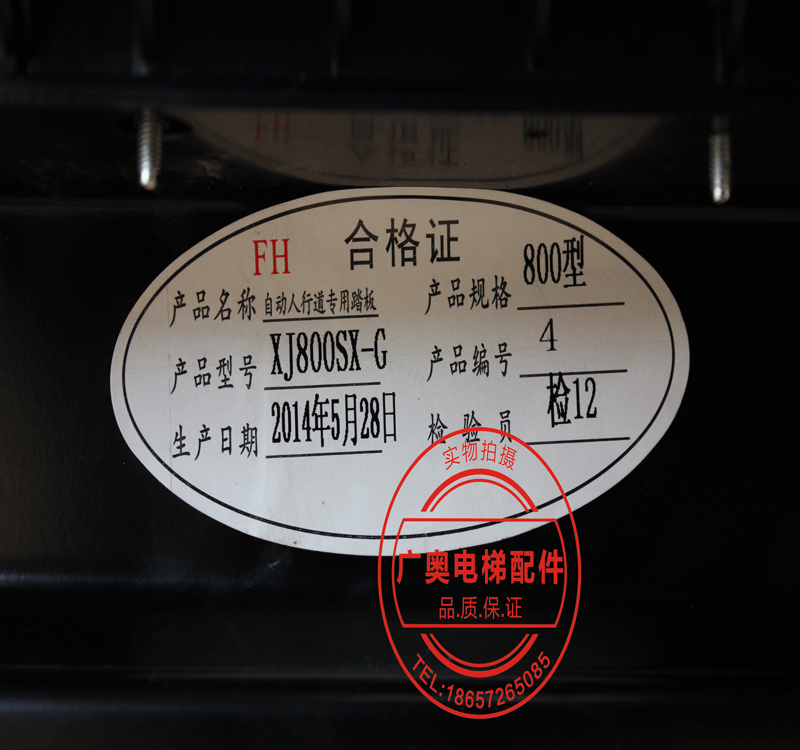 FH 合格证
产品名称 自动人行道专用踏板 产品规格 800型
产品型号 XJ800SX-G 产品编号 4
生产日期 2014年5月28日 检验员 检12
实物拍摄
广奥电梯配件
品.质.保.证
TEL:18657265085